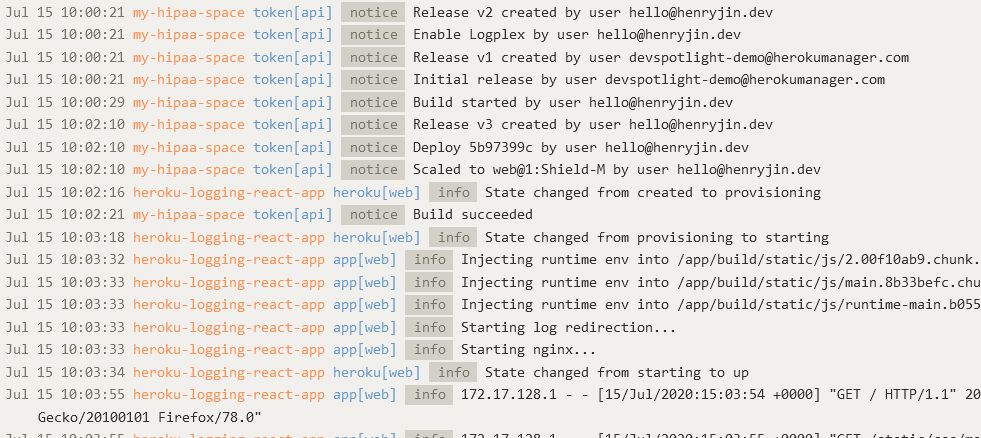 Jul 15 10:00:21 my-hipaa-space token[api] notice Release v2 created by user hello@henryjin.dev
Jul 15 10:00:21 my-hipaa-space token[api] notice Enable Logplex by user hello@henryjin.dev
Jul 15 10:00:21 my-hipaa-space token[api] notice Release v1 created by user devspotlight-demo@herokumanager.com
Jul 15 10:00:21 my-hipaa-space token[api] notice Initial release by user devspotlight-demo@herokumanager.com
Jul 15 10:00:29 my-hipaa-space token[api] notice Build started by user hello@henryjin.dev
Jul 15 10:02:10 my-hipaa-space token[api] notice Release v3 created by user hello@henryjin.dev
Jul 15 10:02:10 my-hipaa-space token[api] notice Deploy 5b97399c by user hello@henryjin.dev
Jul 15 10:02:10 my-hipaa-space token[api] notice Scaled to web@1:Shield-M by user hello@henryjin.dev
Jul 15 10:02:16 heroku-logging-react-app heroku[web] info State changed from created to provisioning
Jul 15 10:02:21 my-hipaa-space token[api] notice Build succeeded
Jul 15 10:03:18 heroku-logging-react-app heroku[web] info State changed from provisioning to starting
Jul 15 10:03:32 heroku-logging-react-app app[web] info Injecting runtime env into /app/build/static/js/2.00f10ab9.chunk.
Jul 15 10:03:33 heroku-logging-react-app app[web] info Injecting runtime env into /app/build/static/js/main.8b33befc.chu
Jul 15 10:03:33 heroku-logging-react-app app[web] info Injecting runtime env into /app/build/static/js/runtime-main.b055
Jul 15 10:03:33 heroku-logging-react-app app[web] info Starting log redirection...
Jul 15 10:03:33 heroku-logging-react-app app[web] info Starting nginx...
Jul 15 10:03:34 heroku-logging-react-app heroku[web] info State changed from starting to up
Jul 15 10:03:55 heroku-logging-react-app app[web] info 172.17.128.1 - - [15/Jul/2020:15:03:54 +0000] "GET / HTTP/1.1" 20
Gecko/20100101 Firefox/78.0"